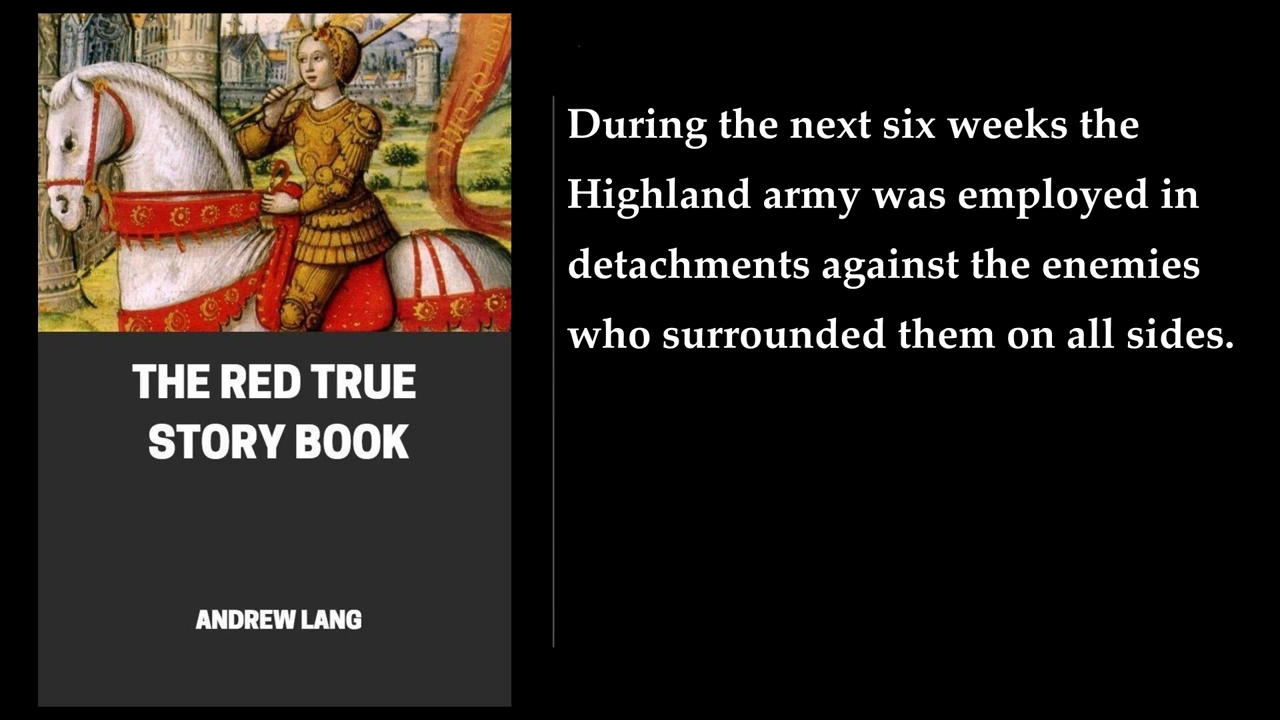 THE RED TRUE
STORY BOOK
ANDREW LANG
During the next six weeks the
Highland army was employed in
detachments against the enemies
who surrounded them on all sides.